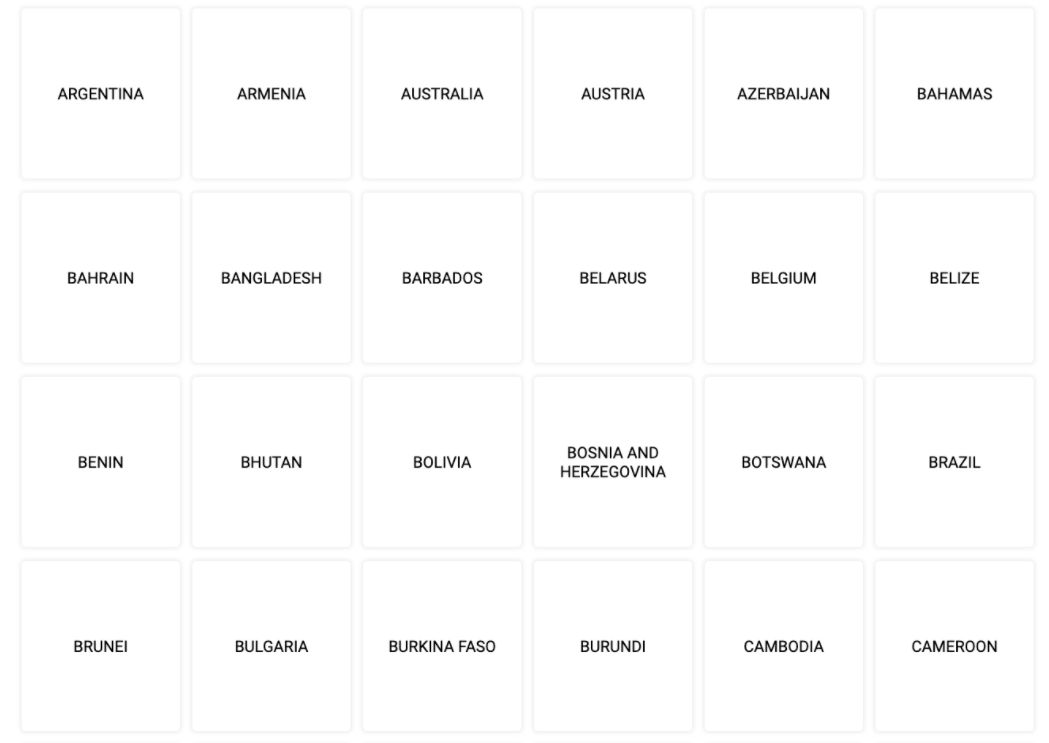 ARGENTINA
ARMENIA
AUSTRALIA
AUSTRIA
AZERBAIJAN
BAHAMAS
BAHRAIN
BANGLADESH
BARBADOS
BELARUS
BELGIUM
BELIZE
BENIN
BHUTAN
BOLIVIA
BOSNIA AND
HERZEGOVINA
BOTSWANA
BRAZIL
BRUNEI
BULGARIA
BURKINA FASO
BURUNDI
CAMBODIA
CAMEROON